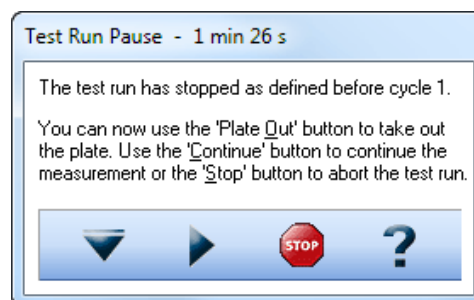 Test Run Pause - 1 min 26 s
The test run has stopped as defined before cycle 1.
You can now use the 'Plate Out' button to take out
the plate. Use the 'Continue' button to continue the
measurement or the 'Stop' button to abort the test run.
STOP ?